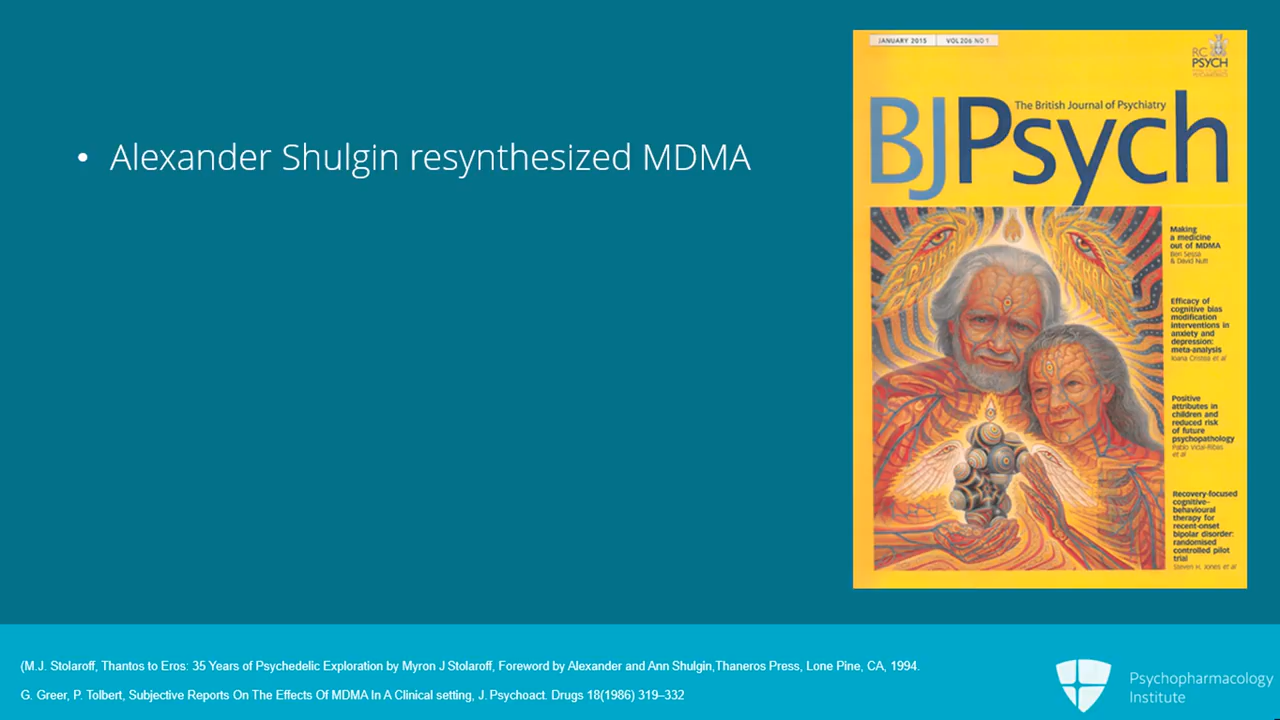 • Alexander Shulgin resynthesized MDMA
JANUARY 2015 VOL 206 NO 1
RC
PSYCH
The British Journal of Psychiatry
BJPsych
Making
a medicine
out of MDMA
Ben Sessa
& David Nutt
Efficacy of
cognitive bias
modification
interventions in
anxiety and
depression:
meta-analysis
Ioana Cristea et al
Positive
attributes in
children and
reduced risk
of future
psychopathology
Pablo Vidal-Ribas
et al
Recovery-focused
cognitive–
behavioural
therapy for
recent-onset
bipolar disorder:
randomised
controlled pilot
trial
Steven H. Jones et al
(M.J. Stolaroff, Thantos to Eros: 35 Years of Psychedelic Exploration by Myron J Stolaroff, Foreword by Alexander and Ann Shulgin,Thaneros Press, Lone Pine, CA, 1994.
G. Greer, P. Tolbert, Subjective Reports On The Effects Of MDMA In A Clinical setting, J. Psychoact. Drugs 18(1986) 319–332
Psychopharmacology
Institute